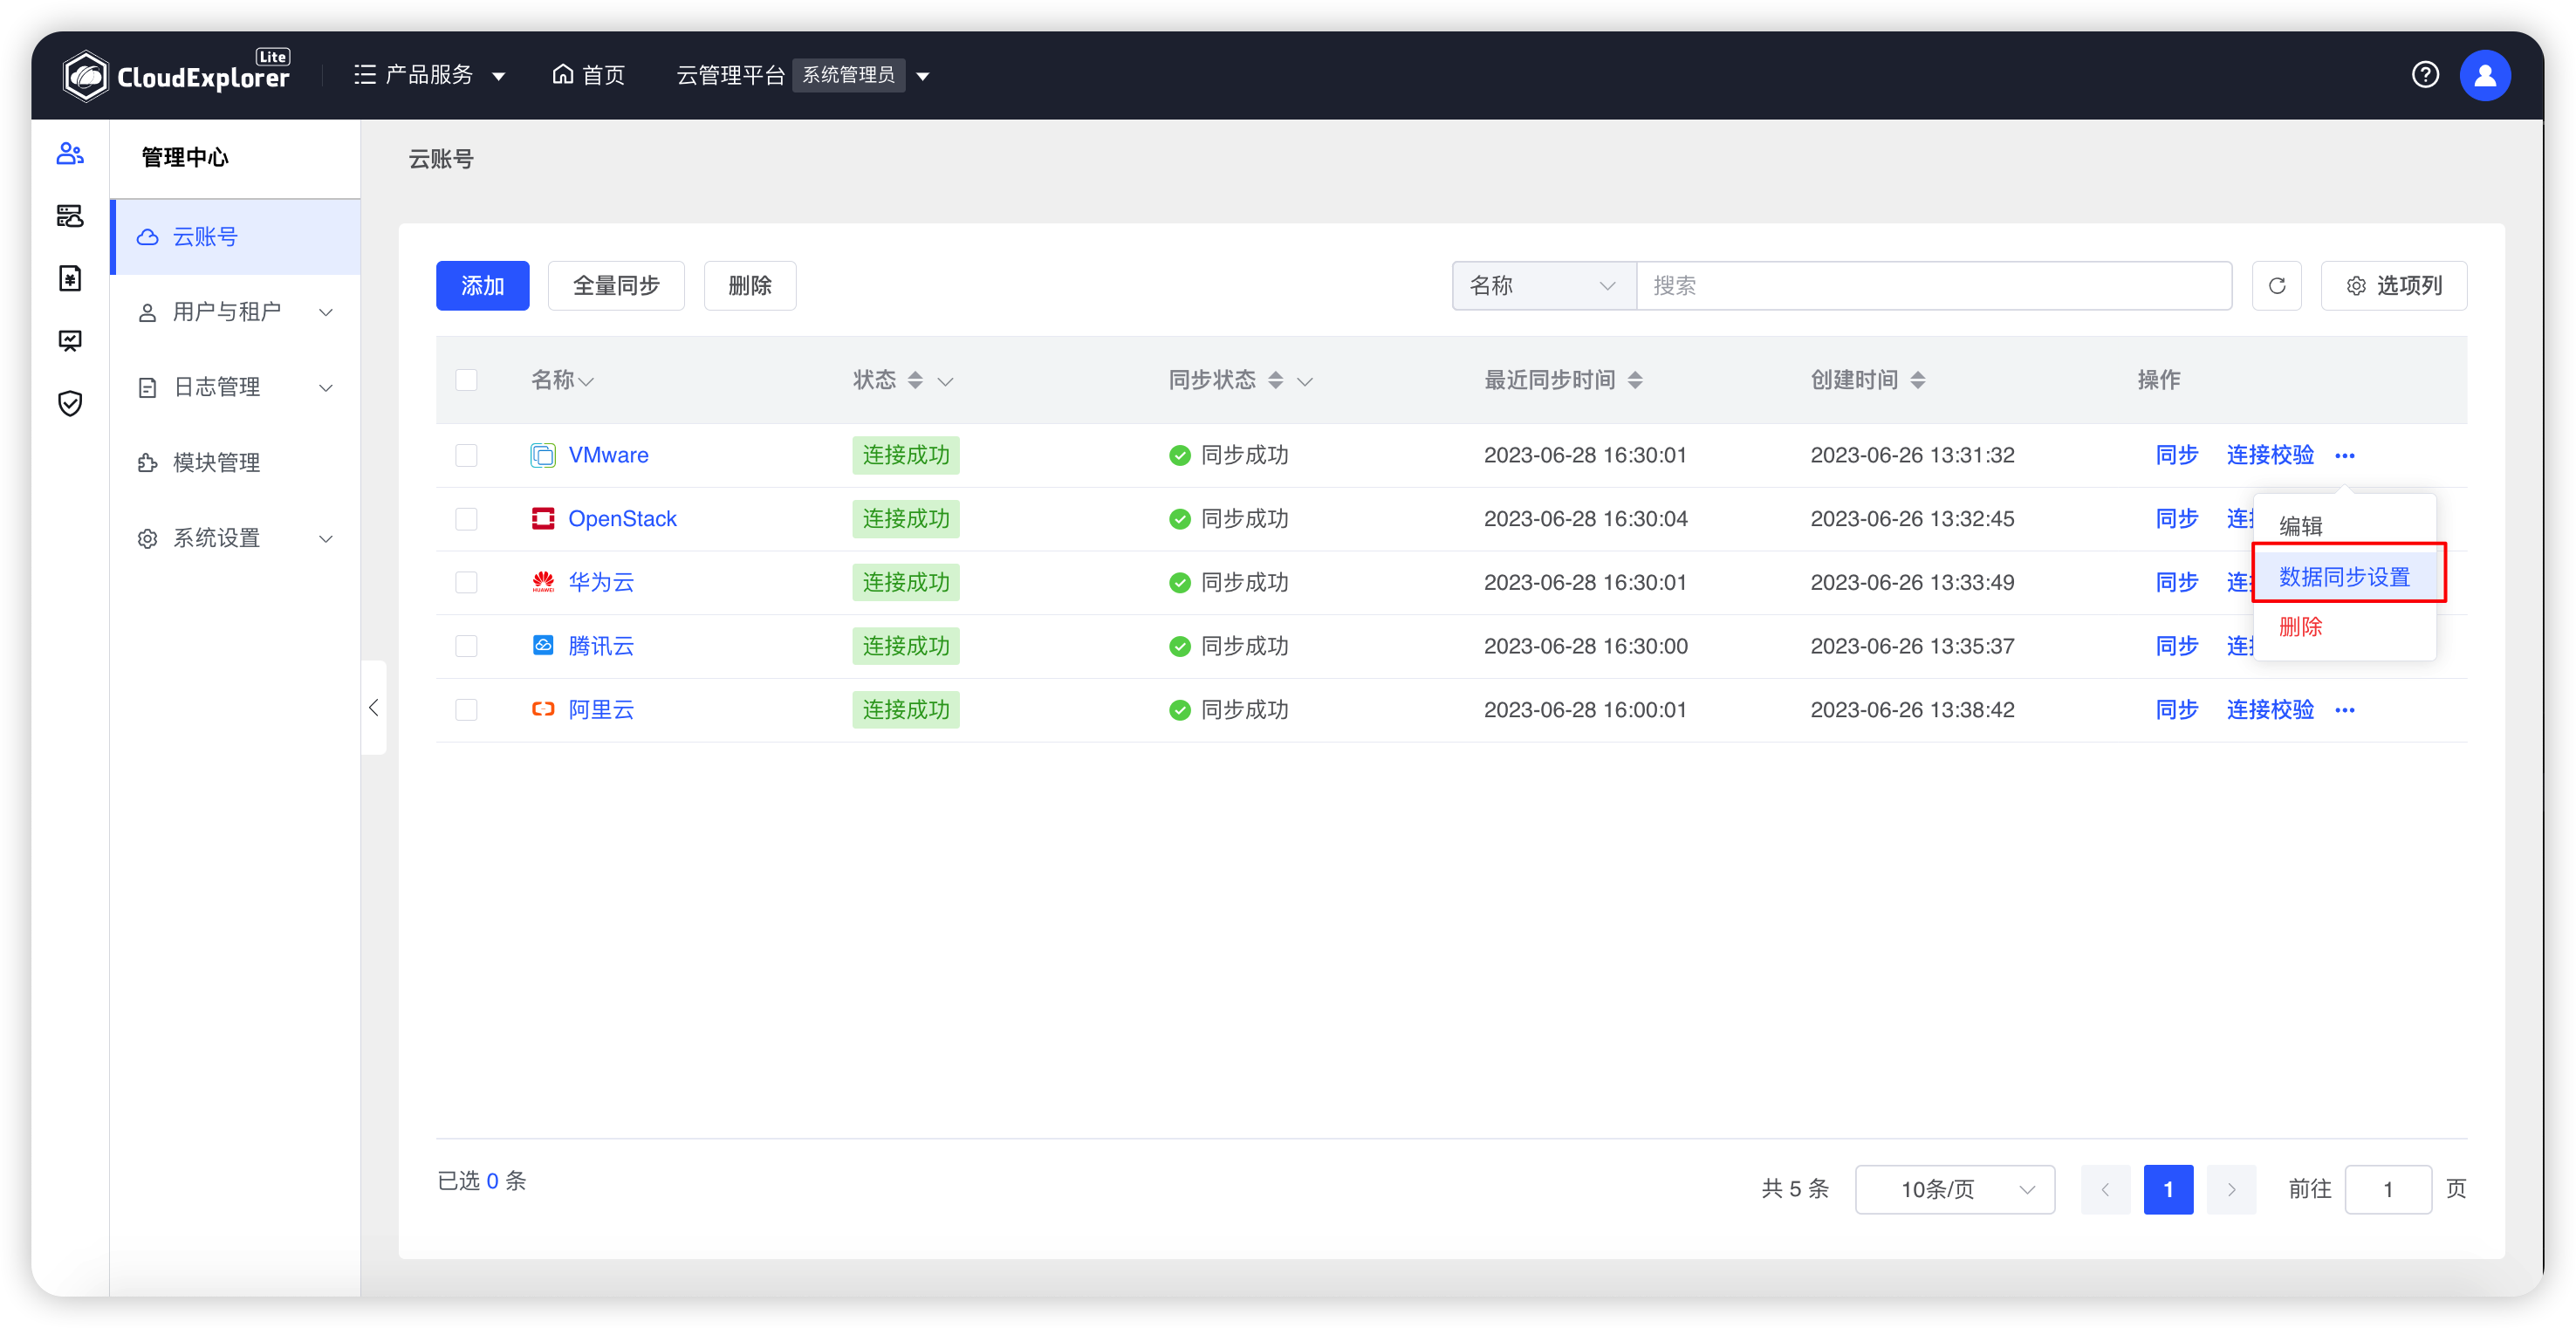 CloudExplorer Lite
产品服务 首页 云管理平台 系统管理员
管理中心
云账号
用户与租户
日志管理
模块管理
系统设置
云账号
添加 全量同步 删除 名称 搜索 选项列
名称 状态 同步状态 最近同步时间 创建时间 操作
VMware 连接成功 同步成功 2023-06-28 16:30:01 2023-06-26 13:31:32 同步 连接校验
OpenStack 连接成功 同步成功 2023-06-28 16:30:04 2023-06-26 13:32:45 同步 连
HUAWEI 华为云 连接成功 同步成功 2023-06-28 16:30:01 2023-06-26 13:33:49 同步 连
腾讯云 连接成功 同步成功 2023-06-28 16:30:00 2023-06-26 13:35:37 同步 连
阿里云 连接成功 同步成功 2023-06-28 16:00:01 2023-06-26 13:38:42 同步 连接校验
编辑
数据同步设置
删除
已选 0 条
共 5 条 10条/页 1 前往 1 页